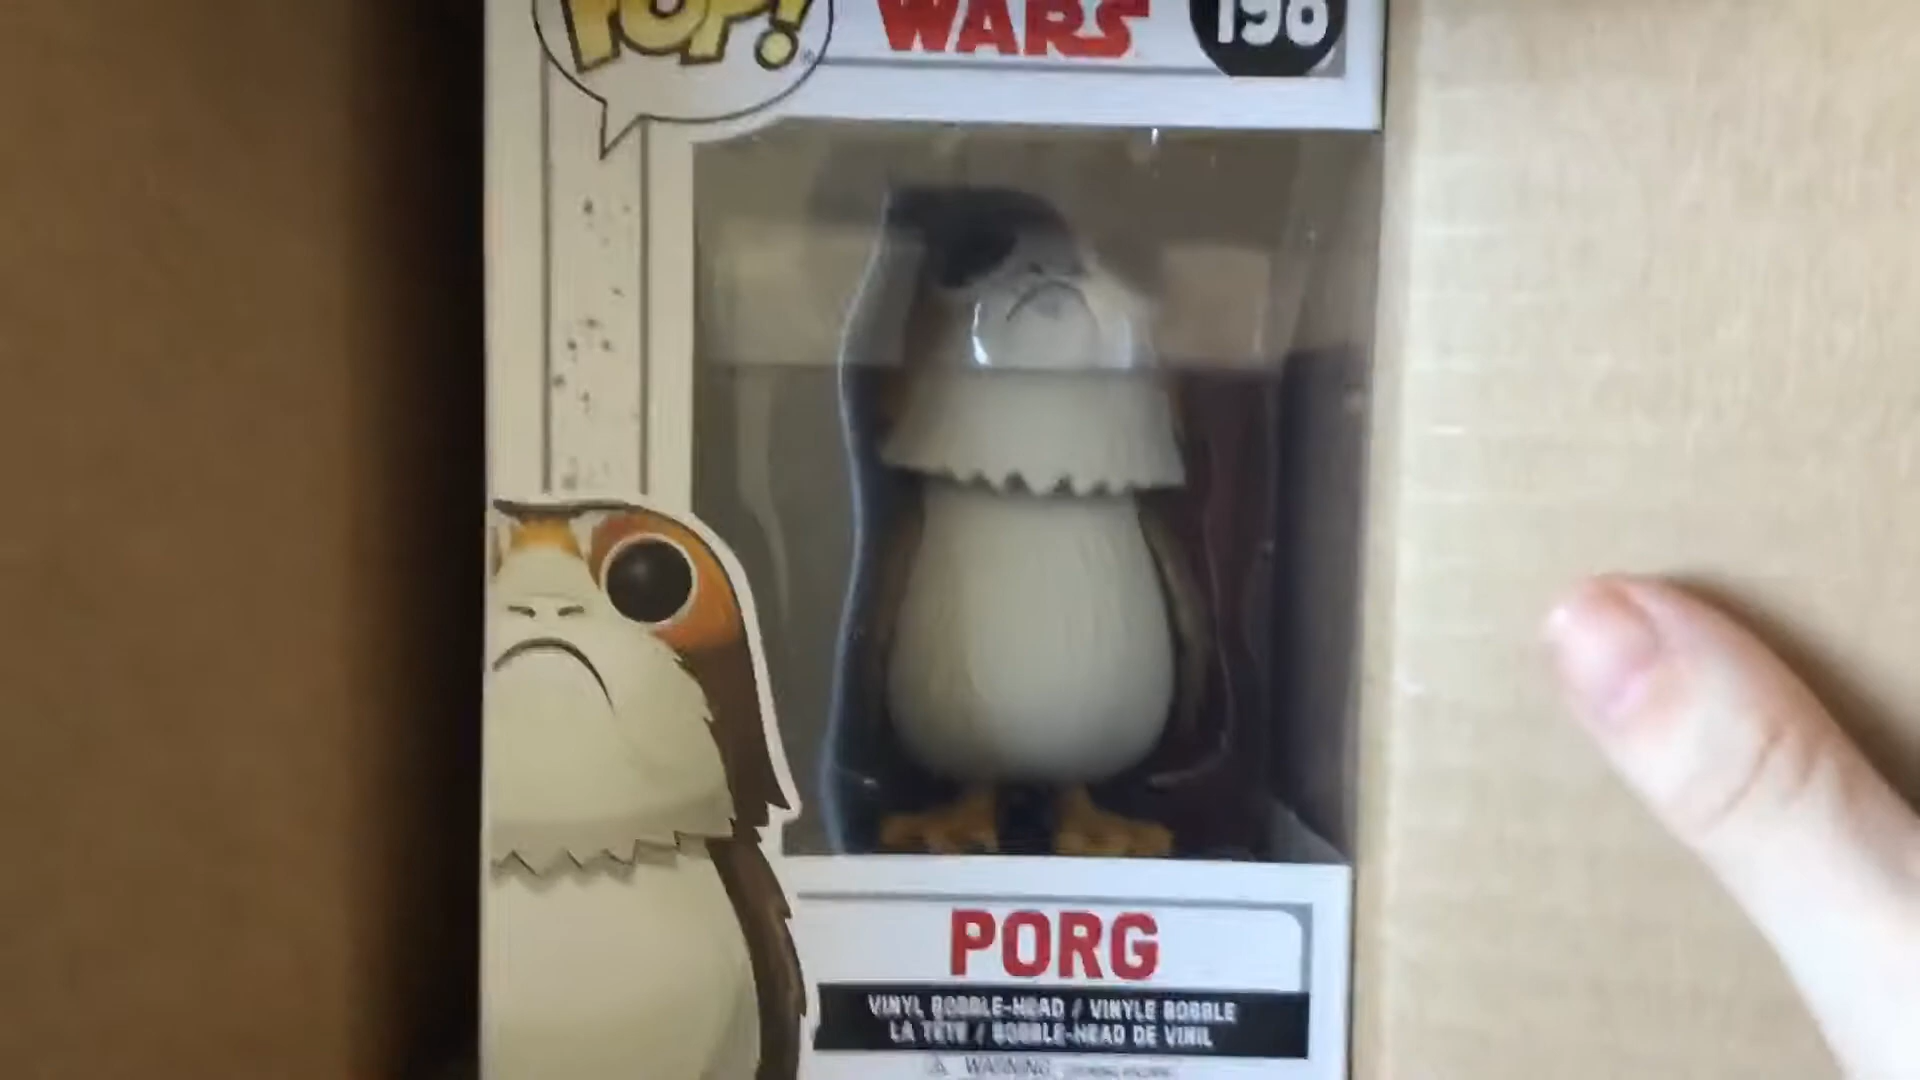 POP!
WARS
198
PORG
VINYL BOBBLE-HEAD / VINYLE BOBBLE
LA TÊTE / BOBBLE-HEAD DE VINIL
WARNING: